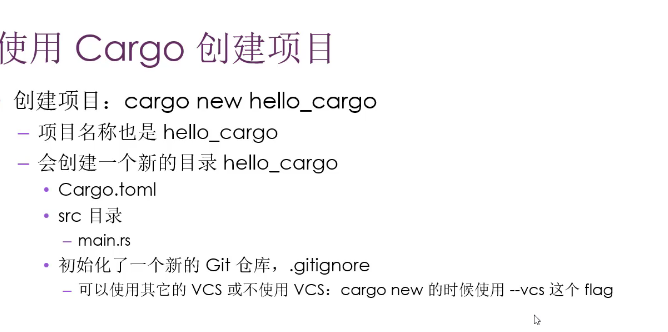 使用 Cargo 创建项目
创建项目：cargo new hello_cargo
– 项目名称也是 hello_cargo
– 会创建一个新的目录 hello_cargo
• Cargo.toml
• src 目录
– main.rs
• 初始化了一个新的 Git 仓库，.gitignore
– 可以使用其它的 VCS 或不使用 VCS：cargo new 的时候使用 --vcs 这个 flag